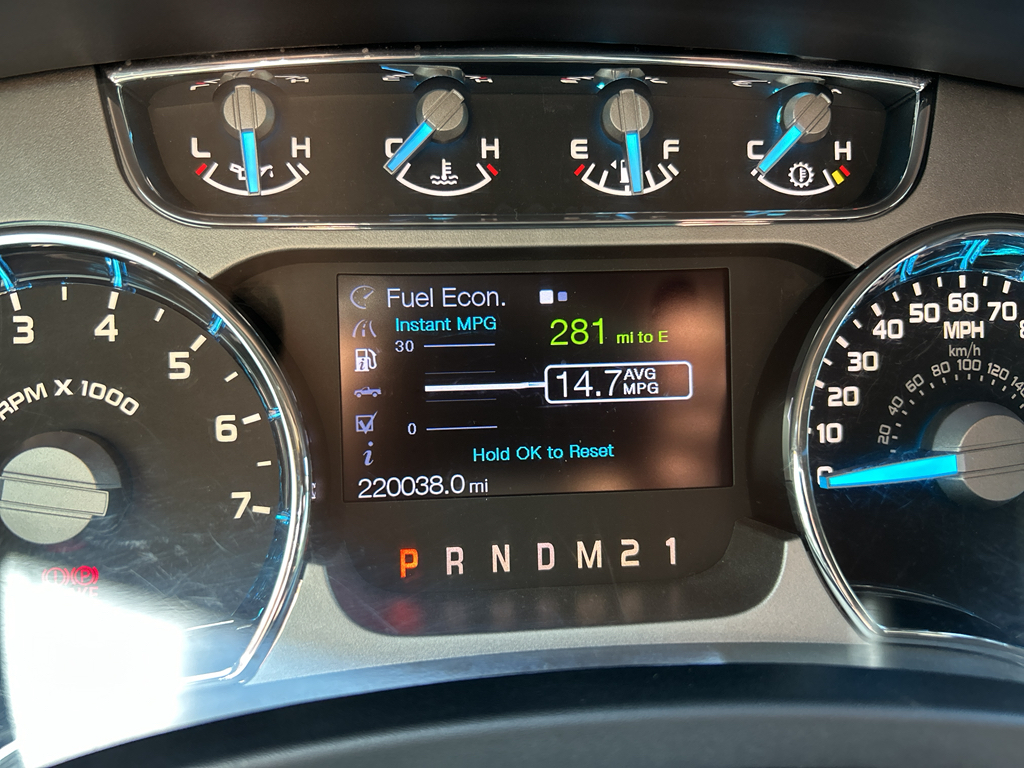 L H
C H
E F
C H
3 4 5 6 7
RPM X 1000
Fuel Econ.
Instant MPG
30
281 mi to E
14.7 AVG MPG
0
Hold OK to Reset
220038.0 mi
P R N D M 2 1
0 10 20 30 40 50 60 70
MPH
km/h
20 40 60 80 100 120